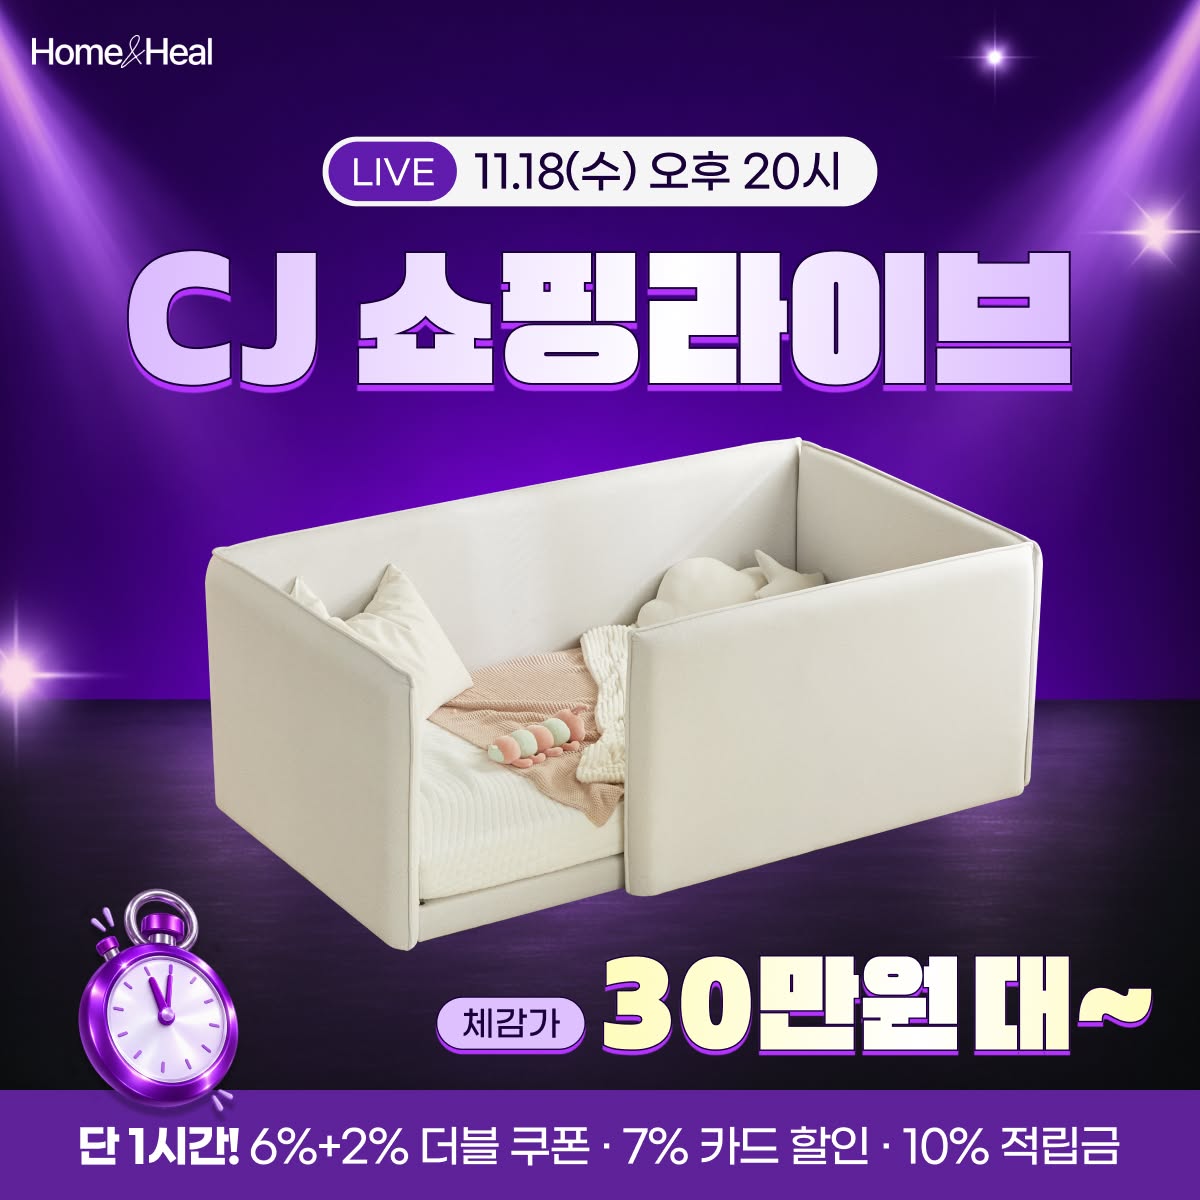 Home&Heal
LIVE 11.18(수) 오후 20시
CJ 쇼핑라이브
체감가 30만원대~
단 1시간! 6%+2% 더블 쿠폰 · 7% 카드 할인 · 10% 적립금